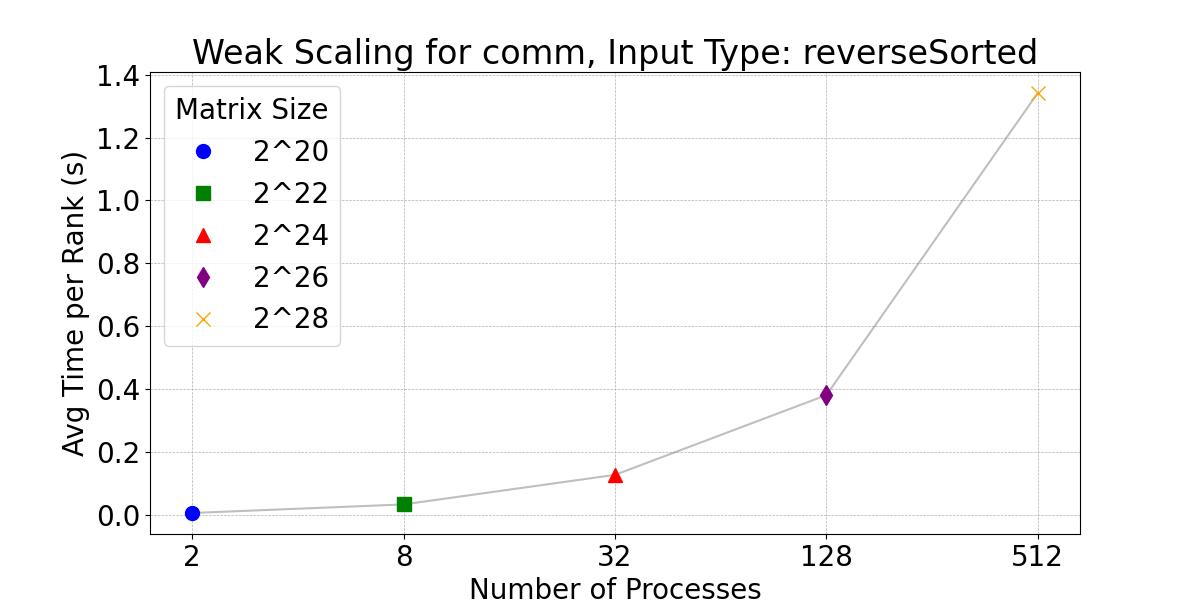 Weak Scaling for comm, Input Type: reverseSorted
Avg Time per Rank (s)
1.4
1.2
1.0
0.8
0.6
0.4
0.2
0.0
Matrix Size
2^20
2^22
2^24
2^26
2^28
2 8 32 128 512
Number of Processes